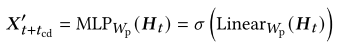 X′_{t+t_{cd}} = MLP_{W_p}(H_t) = σ(Linear_{W_p}(H_t))